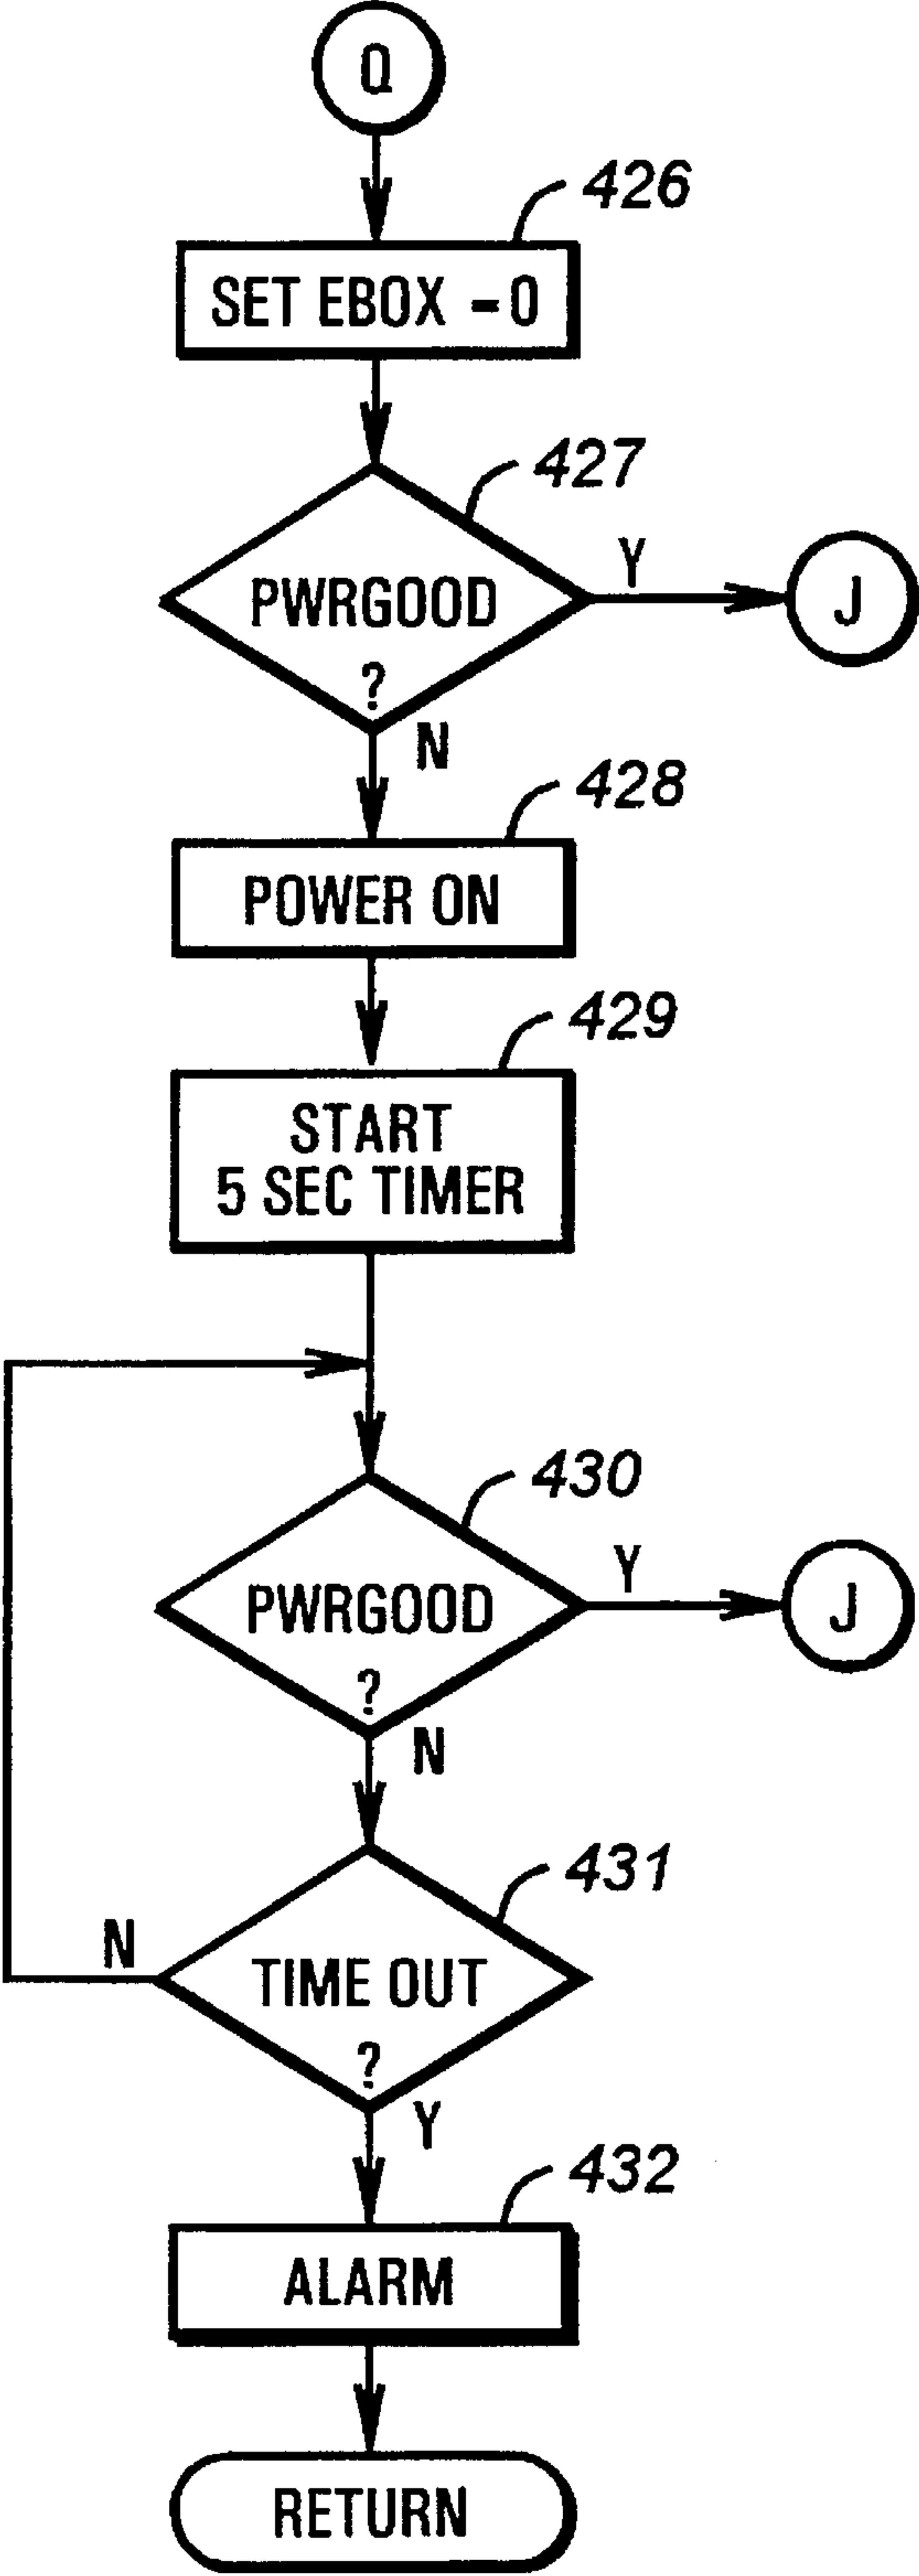 Q
426
SET EBOX = 0
427
PWRGOOD
?
Y
J
N
428
POWER ON
429
START
5 SEC TIMER
430
PWRGOOD
?
Y
J
N
431
TIME OUT
?
N
Y
432
ALARM
RETURN